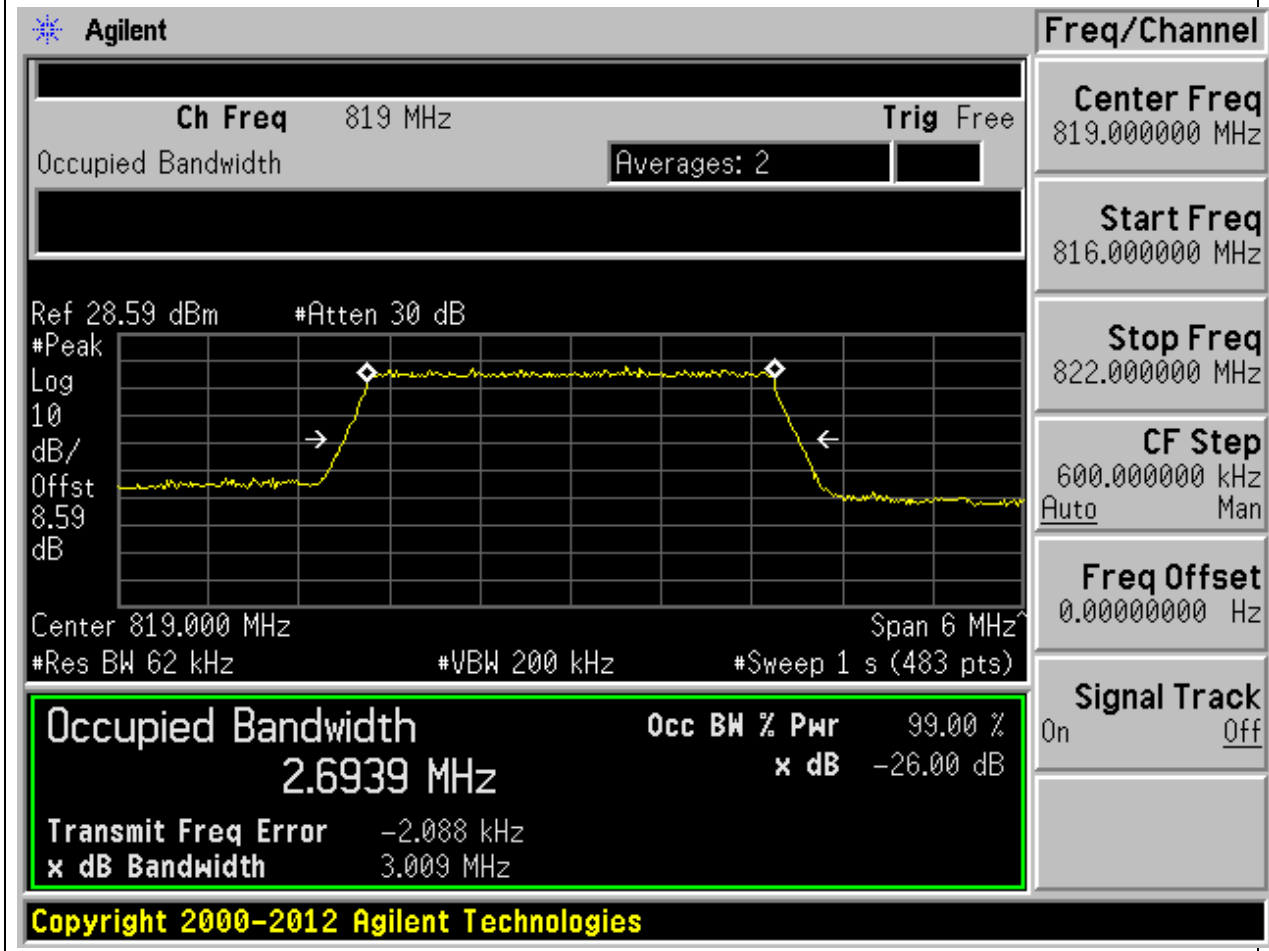 Agilent
Freq/Channel
Ch Freq 819 MHz Trig Free
Occupied Bandwidth Averages: 2
Ref 28.59 dBm #Atten 30 dB
#Peak
Log
10
dB/
Offst
8.59
dB
Center 819.000 MHz Span 6 MHz^
#Res BW 62 kHz #VBW 200 kHz #Sweep 1 s (483 pts)
Occupied Bandwidth Occ BW % Pwr 99.00 %
2.6939 MHz x dB -26.00 dB
Transmit Freq Error -2.088 kHz
x dB Bandwidth 3.009 MHz
Copyright 2000-2012 Agilent Technologies
Center Freq
819.000000 MHz
Start Freq
816.000000 MHz
Stop Freq
822.000000 MHz
CF Step
600.000000 kHz
Auto Man
Freq Offset
0.00000000 Hz
Signal Track
On Off